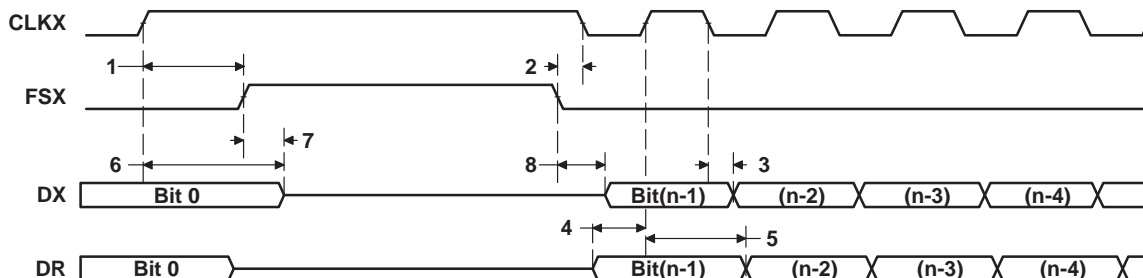 CLKX
1
2
FSX
7
6
8
3
DX
Bit 0
Bit(n-1)
(n-2)
(n-3)
(n-4)
4
5
DR
Bit 0
Bit(n-1)
(n-2)
(n-3)
(n-4)